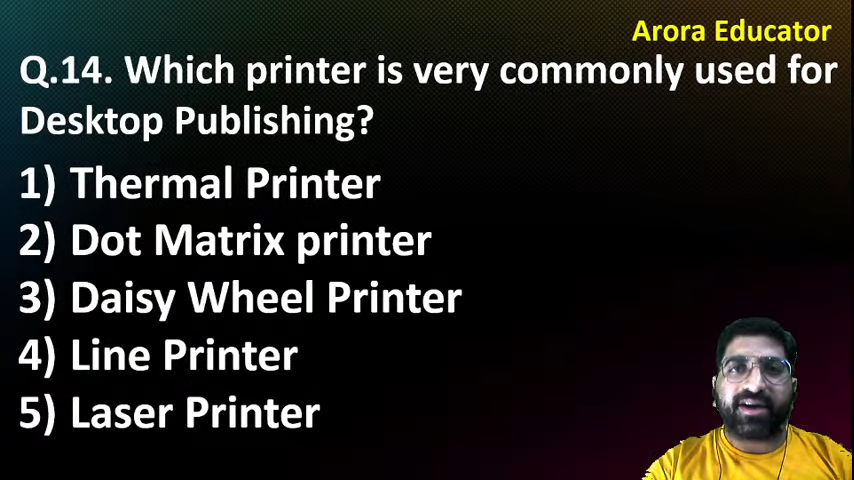 Arora Educator
Q.14. Which printer is very commonly used for
Desktop Publishing?
1) Thermal Printer
2) Dot Matrix printer
3) Daisy Wheel Printer
4) Line Printer
5) Laser Printer